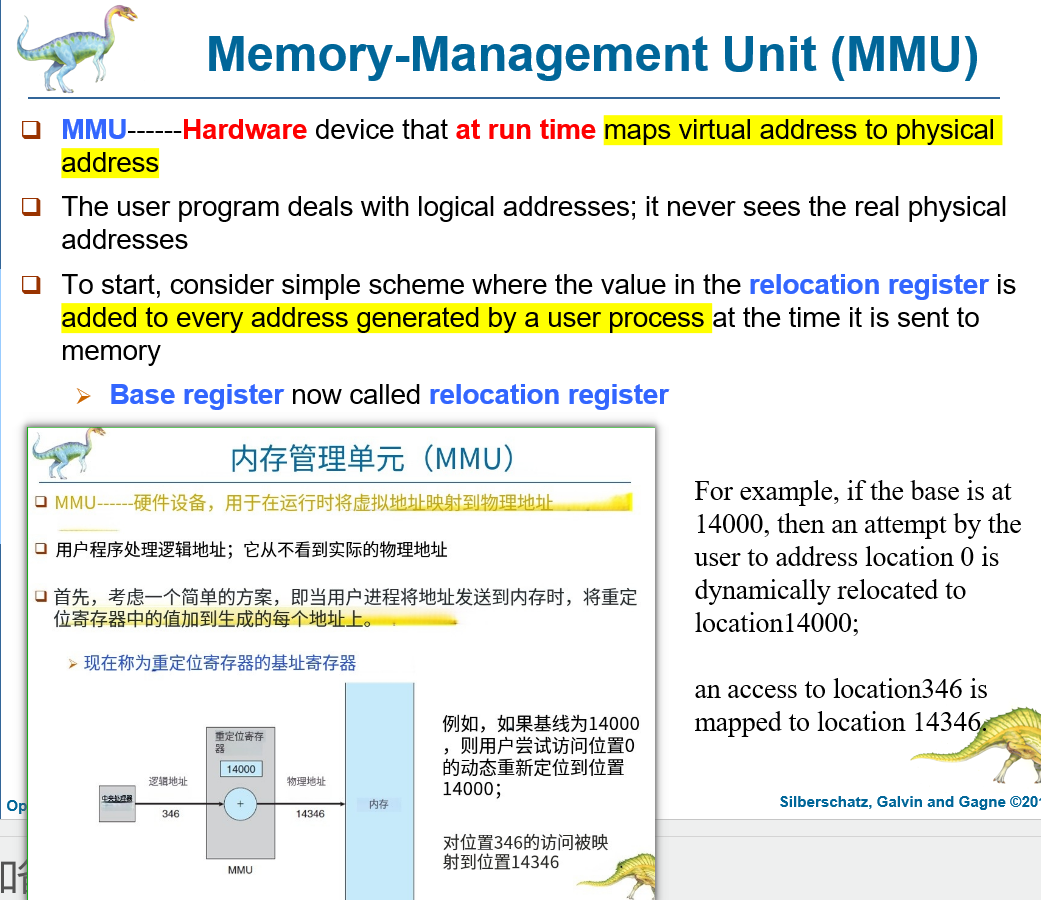 Memory-Management Unit (MMU)
MMU------Hardware device that at run time maps virtual address to physical
address
The user program deals with logical addresses; it never sees the real physical
addresses
To start, consider simple scheme where the value in the relocation register is
added to every address generated by a user process at the time it is sent to
memory
Base register now called relocation register
内存管理单元（MMU）
MMU------硬件设备，用于在运行时将虚拟地址映射到物理地址
用户程序处理逻辑地址；它从不看到实际的物理地址
首先，考虑一个简单的方案，即当用户进程将地址发送到内存时，将重定
位寄存器中的值加到生成的每个地址上。
现在称为重定位寄存器的基址寄存器
重定位寄存
器
14000
逻辑地址
物理地址
中央处理器
346
+
14346
内存
MMU
例如，如果基线为14000
，则用户尝试访问位置0
的动态重新定位到位置
14000；
对位置346的访问被映
射到位置14346
For example, if the base is at
14000, then an attempt by the
user to address location 0 is
dynamically relocated to
location14000;
an access to location346 is
mapped to location 14346.
Op
Silberschatz, Galvin and Gagne ©201